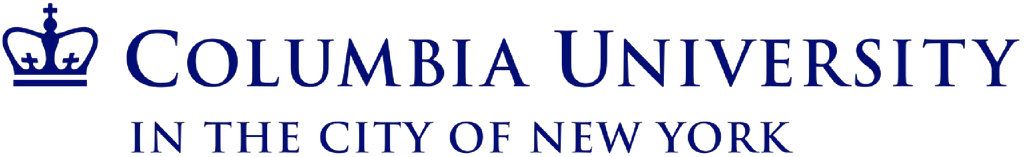 COLUMBIA UNIVERSITY
IN THE CITY OF NEW YORK